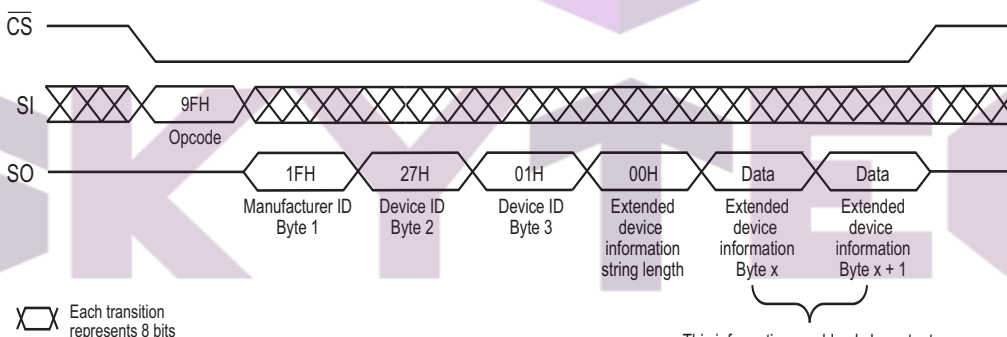 CS
SI
9FH
Opcode
SO
1FH
27H
01H
00H
Data
Data
Manufacturer ID
Byte 1
Device ID
Byte 2
Device ID
Byte 3
Extended
device
information
string length
Extended
device
information
Byte x
Extended
device
information
Byte x + 1
Each transition
represents 8 bits